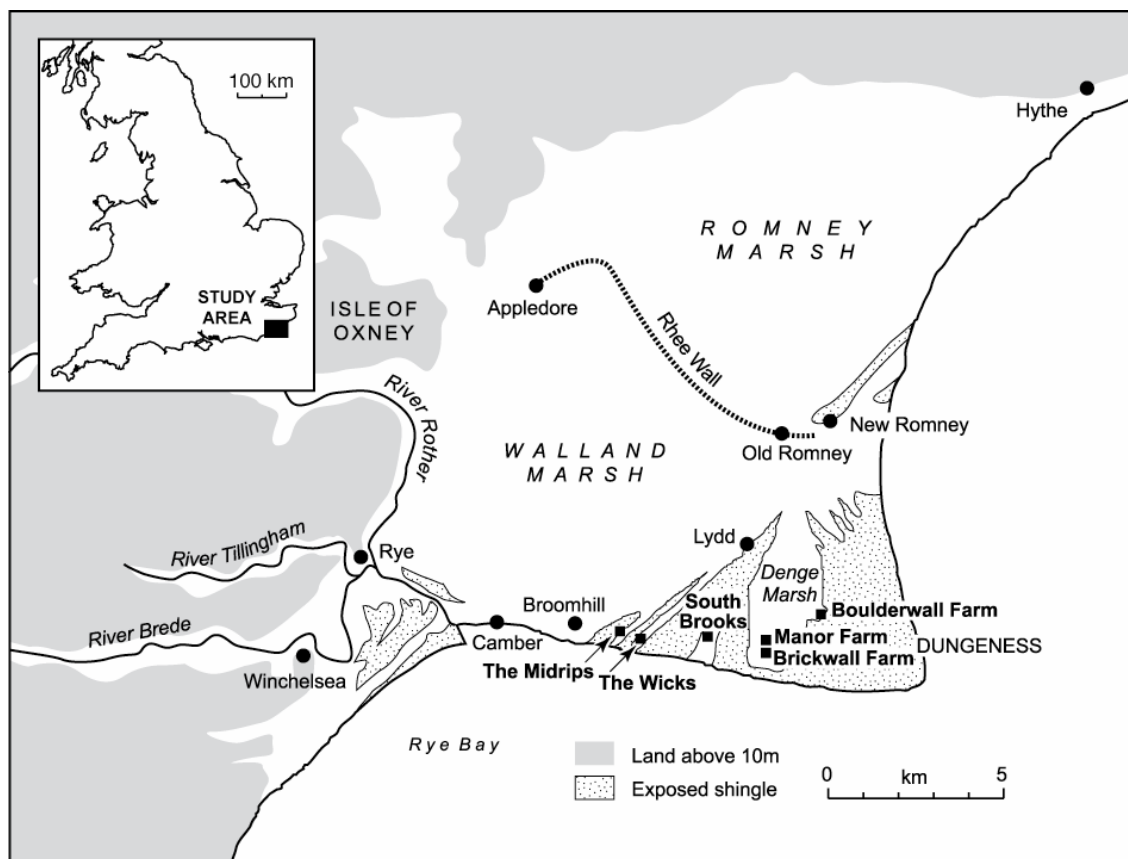 100 km
STUDY
AREA
Hythe
ROMNEY
MARSH
ISLE OF
OXNEY
Appledore
Rhee Wall
River Rother
New Romney
Old Romney
WALLAND
MARSH
River Tillingham
Rye
Lydd
Denge
Marsh
Boulderwall Farm
South
Brooks
Manor Farm
DUNGENESS
Brickwall Farm
River Brede
Broomhill
Camber
The Midrips
The Wicks
Winchelsea
Rye Bay
Land above 10m
Exposed shingle
0 5
km